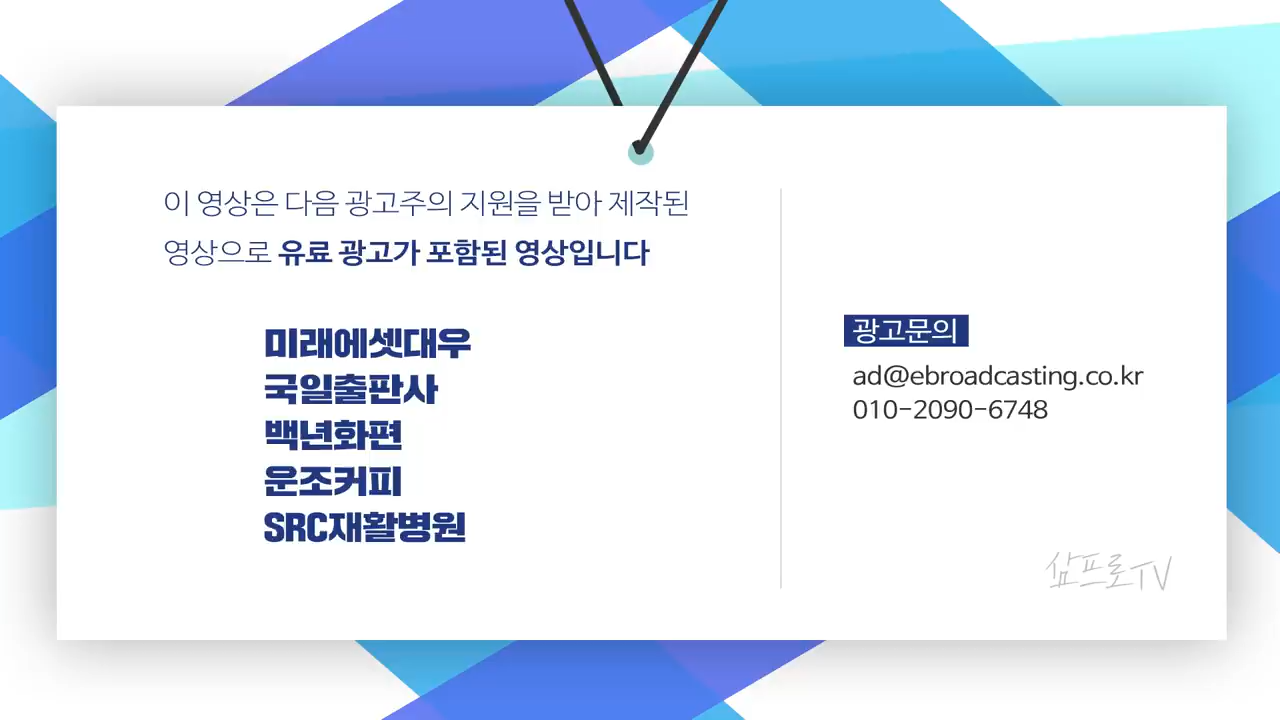 이 영상은 다음 광고주의 지원을 받아 제작된
영상으로 유료 광고가 포함된 영상입니다
미래에셋대우
국일출판사
백년화편
운조커피
SRC재활병원
광고문의
ad@ebroadcasting.co.kr
010-2090-6748
삼프로TV